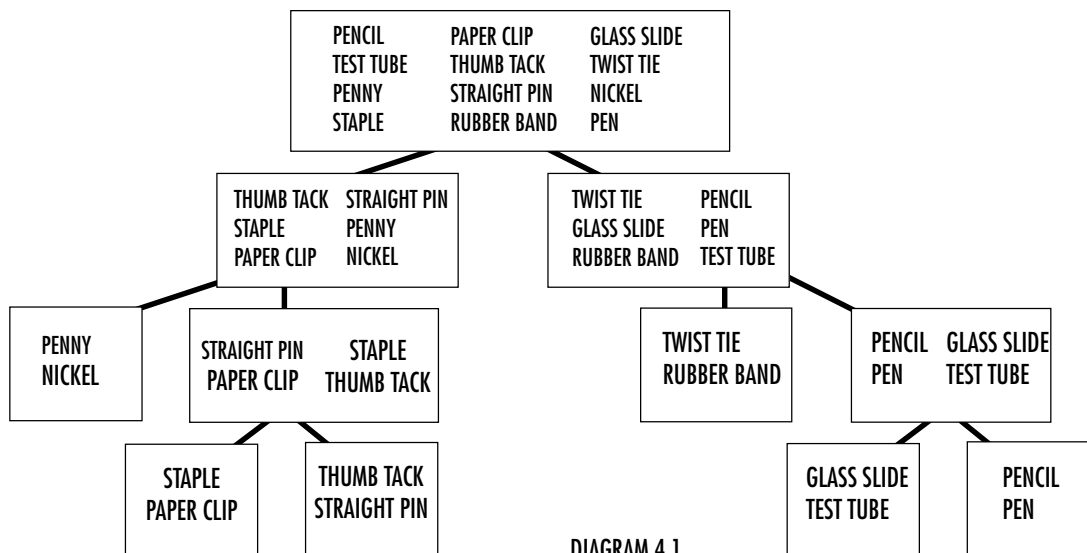 PENCIL PAPER CLIP GLASS SLIDE
TEST TUBE THUMB TACK TWIST TIE
PENNY STRAIGHT PIN NICKEL
STAPLE RUBBER BAND PEN
THUMB TACK STRAIGHT PIN
STAPLE PENNY
PAPER CLIP NICKEL
TWIST TIE PENCIL
GLASS SLIDE PEN
RUBBER BAND TEST TUBE
PENNY
NICKEL
STRAIGHT PIN STAPLE
PAPER CLIP THUMB TACK
TWIST TIE
RUBBER BAND
PENCIL GLASS SLIDE
PEN TEST TUBE
STAPLE
PAPER CLIP
THUMB TACK
STRAIGHT PIN
GLASS SLIDE
TEST TUBE
PENCIL
PEN
DIAGRAM 4.1